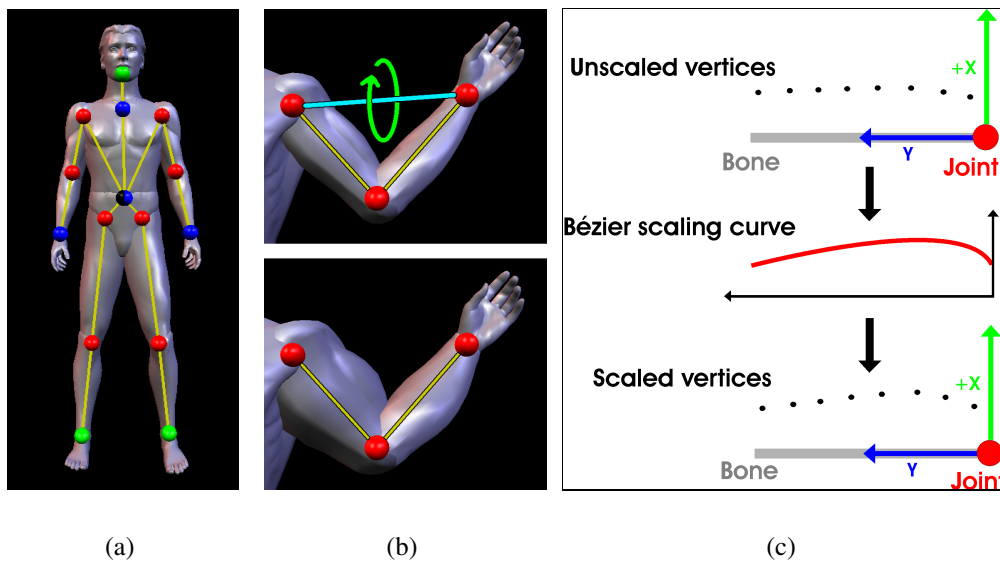 Unscaled vertices
+X
Bone
Y
Joint
Bézier scaling curve
Scaled vertices
+X
Bone
Y
Joint
(a)
(b)
(c)